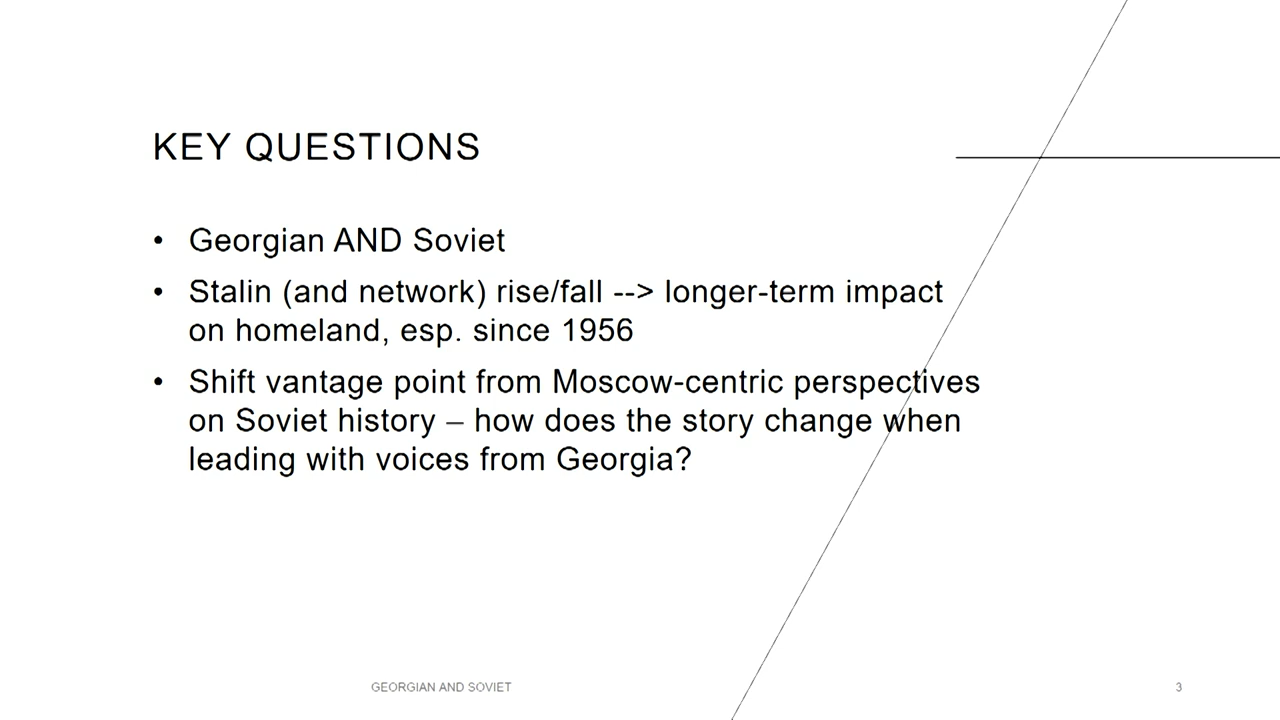 KEY QUESTIONS
• Georgian AND Soviet
• Stalin (and network) rise/fall --> longer-term impact
on homeland, esp. since 1956
• Shift vantage point from Moscow-centric perspectives
on Soviet history – how does the story change when
leading with voices from Georgia?
GEORGIAN AND SOVIET
3